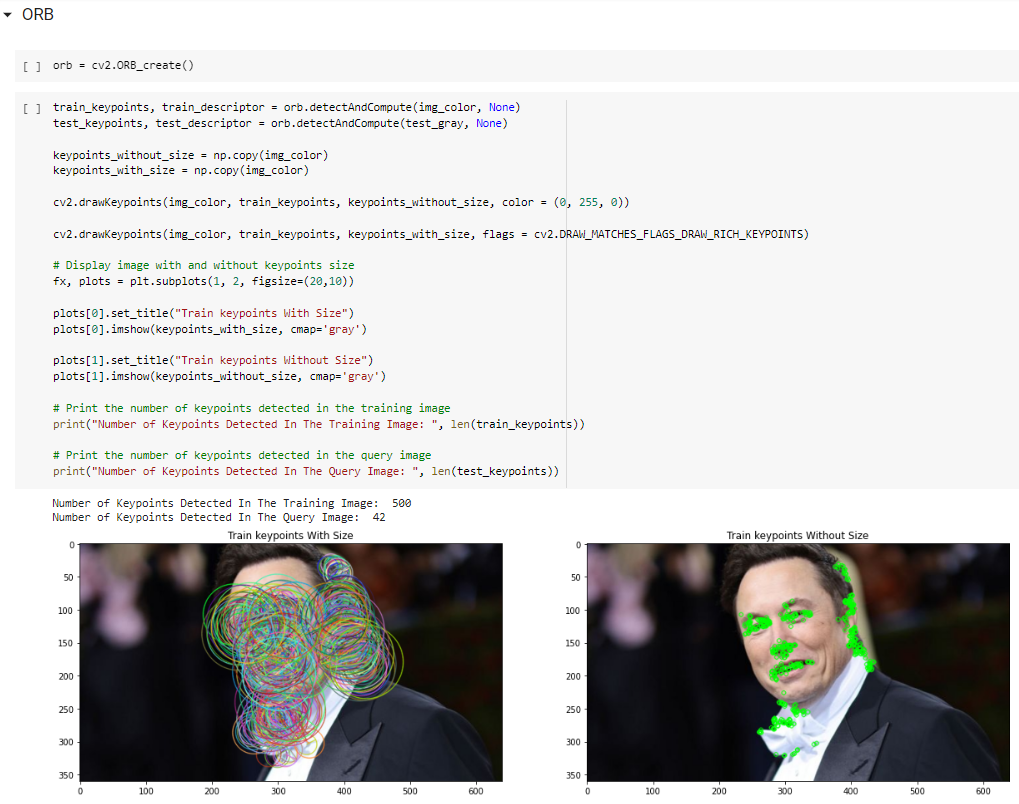 ORB
[ ] orb = cv2.ORB_create()
[ ] train_keypoints, train_descriptor = orb.detectAndCompute(img_color, None)
test_keypoints, test_descriptor = orb.detectAndCompute(test_gray, None)
keypoints_without_size = np.copy(img_color)
keypoints_with_size = np.copy(img_color)
cv2.drawKeypoints(img_color, train_keypoints, keypoints_without_size, color = (0, 255, 0))
cv2.drawKeypoints(img_color, train_keypoints, keypoints_with_size, flags = cv2.DRAW_MATCHES_FLAGS_DRAW_RICH_KEYPOINTS)
# Display image with and without keypoints size
fx, plots = plt.subplots(1, 2, figsize=(20,10))
plots[0].set_title("Train keypoints With Size")
plots[0].imshow(keypoints_with_size, cmap='gray')
plots[1].set_title("Train keypoints Without Size")
plots[1].imshow(keypoints_without_size, cmap='gray')
# Print the number of keypoints detected in the training image
print("Number of Keypoints Detected In The Training Image: ", len(train_keypoints))
# Print the number of keypoints detected in the query image
print("Number of Keypoints Detected In The Query Image: ", len(test_keypoints))
Number of Keypoints Detected In The Training Image:  500
Number of Keypoints Detected In The Query Image:  42
Train keypoints With Size
0
50
100
150
200
250
300
350
0 100 200 300 400 500 600
Train keypoints Without Size
0
50
100
150
200
250
300
350
0 100 200 300 400 500 600